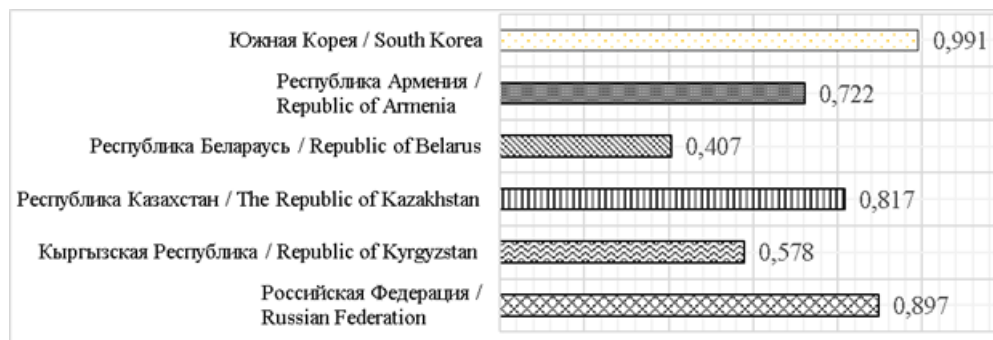 Южная Корея / South Korea 0,991
Республика Армения /
Republic of Armenia 0,722
Республика Белараусь / Republic of Belarus 0,407
Республика Казахстан / The Republic of Kazakhstan 0,817
Кыргызская Республика / Republic of Kyrgyzstan 0,578
Российская Федерация /
Russian Federation 0,897